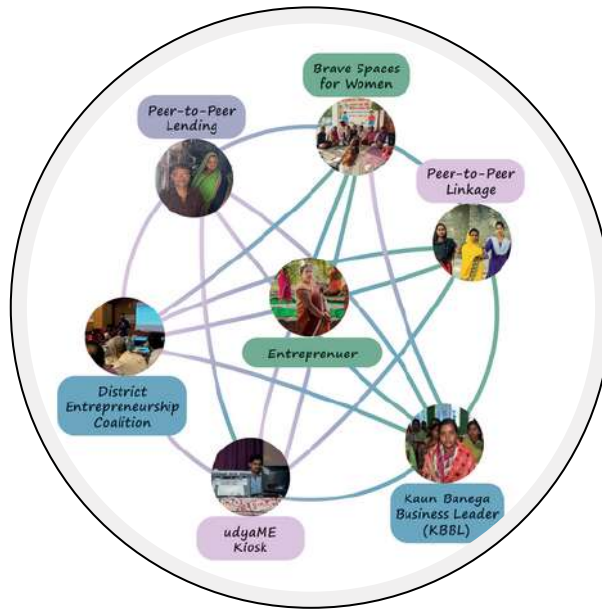 Brave Spaces
for Women
Peer-to-Peer
Lending
Peer-to-Peer
Linkage
Entreprenuer
District
Entrepreneurship
Coalition
Kaun Banega
Business Leader
(KBBL)
udyaME
Kiosk